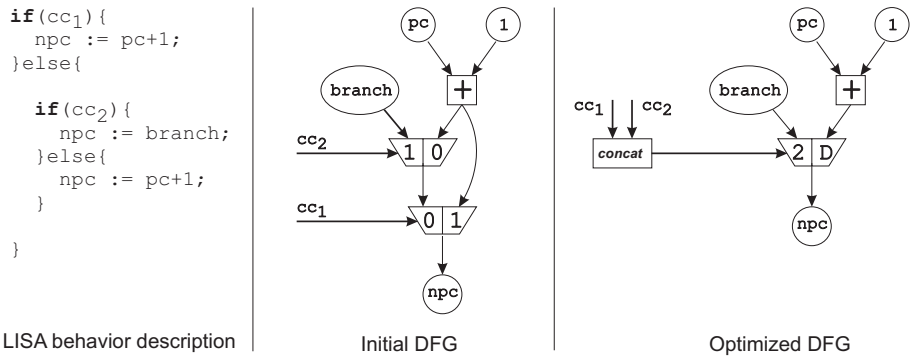 if(cc1){
npc := pc+1;
}else{
if(cc2){
npc := branch;
}else{
npc := pc+1;
}
}
LISA behavior description
pc
1
+
branch
cc2
1 0
cc1
0 1
npc
Initial DFG
pc
1
+
branch
cc1 cc2
concat
2 D
npc
Optimized DFG